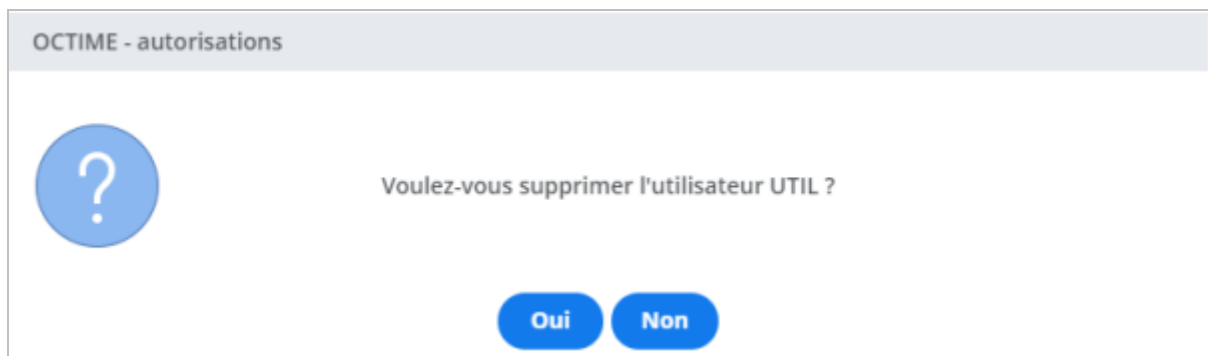 OCTIME - autorisations
?
Voulez-vous supprimer l'utilisateur UTIL ?
Oui Non